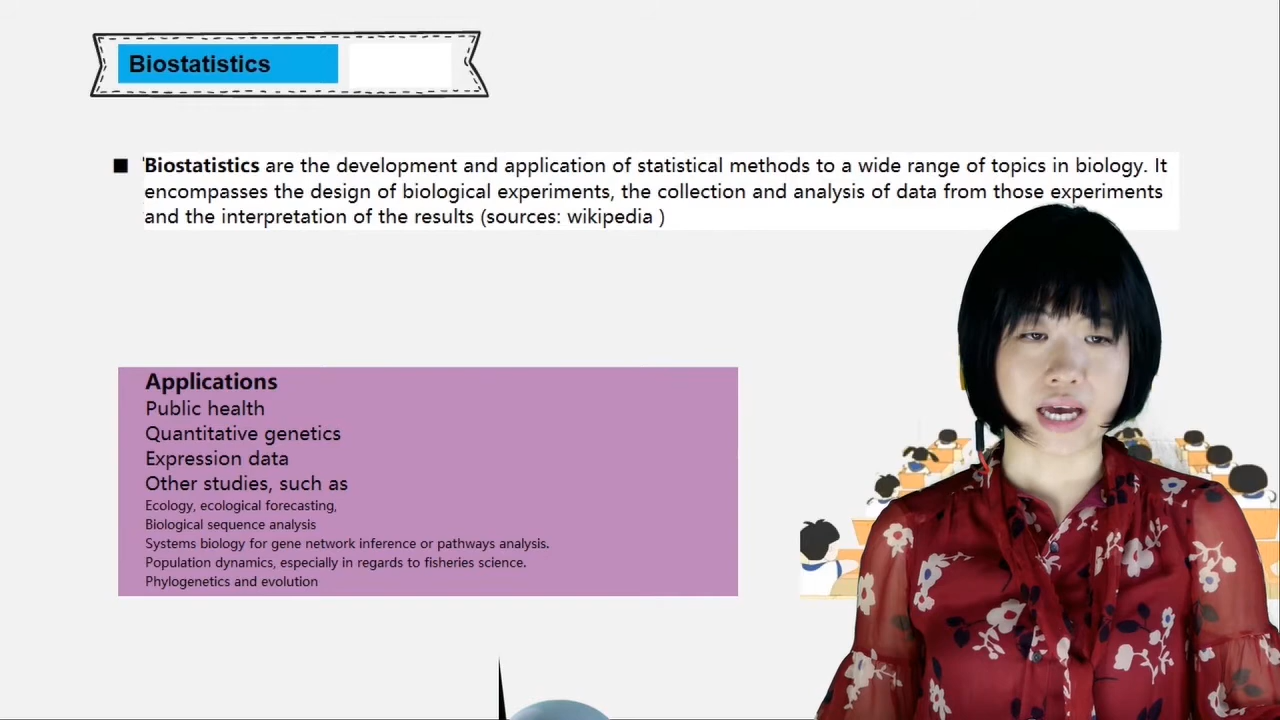 Biostatistics
■ 'Biostatistics are the development and application of statistical methods to a wide range of topics in biology. It
encompasses the design of biological experiments, the collection and analysis of data from those experiments
and the interpretation of the results (sources: wikipedia )
Applications
Public health
Quantitative genetics
Expression data
Other studies, such as
Ecology, ecological forecasting,
Biological sequence analysis
Systems biology for gene network inference or pathways analysis.
Population dynamics, especially in regards to fisheries science.
Phylogenetics and evolution